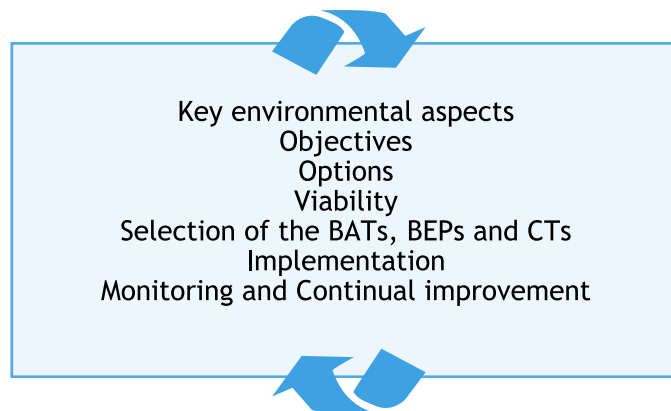 Key environmental aspects
Objectives
Options
Viability
Selection of the BATs, BEPs and CTs
Implementation
Monitoring and Continual improvement